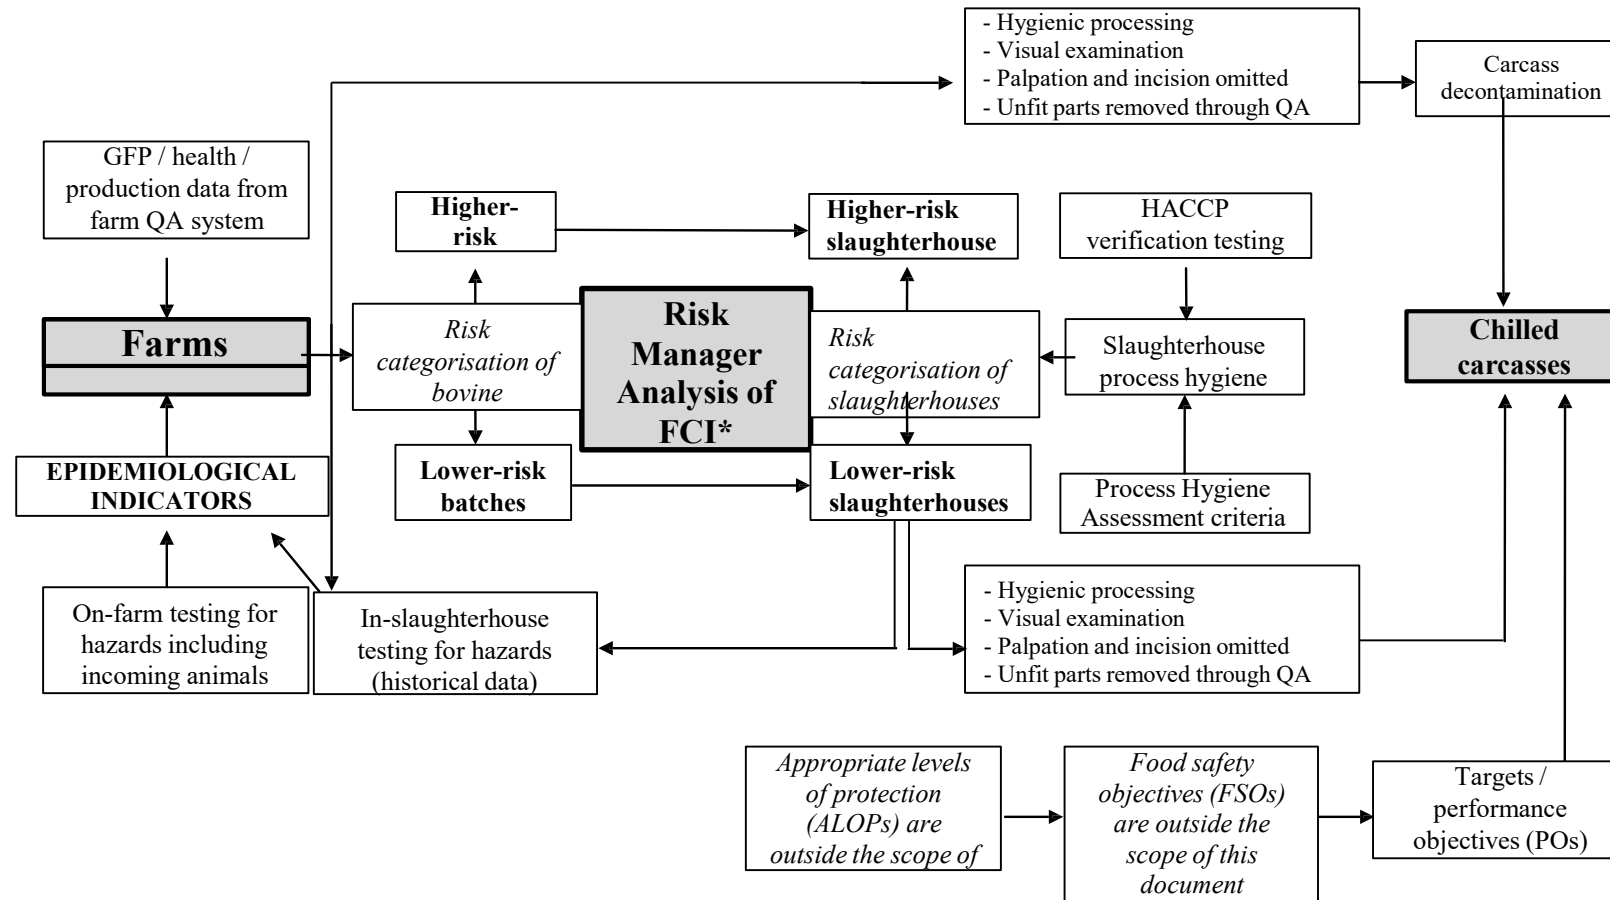 - Hygienic processing
- Visual examination
- Palpation and incision omitted
- Unfit parts removed through QA
Carcass
decontamination
GFP / health /
production data from
farm QA system
Higher-
risk
Higher-risk
slaughterhouse
HACCP
verification testing
Farms
Risk
categorisation of
bovine
Risk
Manager
Analysis of
FCI*
Risk
categorisation of
slaughterhouses
Slaughterhouse
process hygiene
Chilled
carcasses
EPIDEMIOLOGICAL
INDICATORS
Lower-risk
batches
Lower-risk
slaughterhouses
Process Hygiene
Assessment criteria
On-farm testing for
hazards including
incoming animals
In-slaughterhouse
testing for hazards
(historical data)
- Hygienic processing
- Visual examination
- Palpation and incision omitted
- Unfit parts removed through QA
Appropriate levels
of protection
(ALOPs) are
outside the scope of
Food safety
objectives (FSOs)
are outside the
scope of this
document
Targets /
performance
objectives (POs)